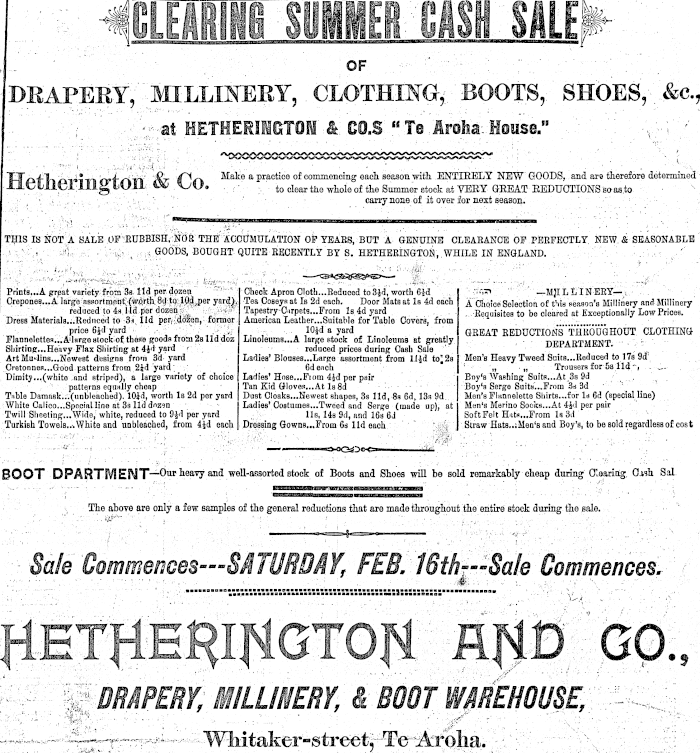 CLEARING SUMMER CASH SALE
OF
DRAPERY, MILLINERY, CLOTHING, BOOTS, SHOES, &c.,
at HETHERINGTON & CO.S "Te Aroha House."
Hetherington & Co.
Make a practice of commencing each season with ENTIRELY NEW GOODS, and are therefore determined
to clear the whole of the Summer stock at VERY GREAT REDUCTIONS so as to
carry none of it over for next season.
THIS IS NOT A SALE OF RUBBISH, NOR THE ACCUMULATION OF YEARS, BUT A GENUINE CLEARANCE OF PERFECTLY NEW & SEASONABLE
GOODS, BOUGHT QUITE RECENTLY BY S. HETHERINGTON, WHILE IN ENGLAND.
Prints...A great variety from 3s 11d per dozen
Crepones...A large assortment (worth 8d to 10d per yard)
reduced to 4s 11d per dozen
Dress Materials...Reduced to 3s 11d per dozen, former
price 6½d yard
Flannelettes...A large stock of these goods from 2s 11d doz
Shirting...Heavy Flax Shirting at 4½d yard
Art Muslins...Newest designs from 3d yard
Cretonnes...Good patterns from 2½d yard
Dimity...(white and striped), a large variety of choice
patterns equally cheap
Table Damask...(unbleached) 10½d, worth 1s 2d per yard
White Calico...Special line at 3s 11d dozen
Twill Sheeting...Wide, white, reduced to 9½d per yard
Turkish Towels...White and unbleached, from 4½d each
Check Apron Cloth...Reduced to 3½d, worth 6½d
Tea Coseys at 1s 2d each. Door Mats at 1s 4d each
Tapestry Carpets...From 1s 4d yard
American Leather...Suitable for Table Covers, from
10½d a yard
Linoleums...A large stock of Linoleums at greatly
reduced prices during Cash Sale
Ladies' Blouses...Large assortment from 11½d to 2s
6d each
Ladies' Hose...From 4½d per pair
Tan Kid Gloves...At 1s 8d
Dust Cloaks...Newest shapes, 3s 11d, 8s 6d, 13s 9d
Ladies' Costumes...Tweed and Serge (made up), at
11s, 14s 9d, and 16s 6d
Dressing Gowns...From 6s 11d each
—MILLINERY—
A Choice Selection of this season's Millinery and Millinery
Requisites to be cleared at Exceptionally Low Prices.
GREAT REDUCTIONS THROUGHOUT CLOTHING
DEPARTMENT.
Men's Heavy Tweed Suits...Reduced to 17s 9d
" " Trousers for 5s 11d
Boy's Washing Suits...At 3s 9d
Boy's Serge Suits...From 3s 3d
Men's Flannelette Shirts...for 1s 6d (special line)
Men's Merino Socks...At 4½d per pair
Soft Felt Hats...From 1s 3d
Straw Hats...Men's and Boy's, to be sold regardless of cost
BOOT DPARTMENT—Our heavy and well-assorted stock of Boots and Shoes will be sold remarkably cheap during Clearing Cash Sal
The above are only a few samples of the general reductions that are made throughout the entire stock during the sale.
Sale Commences---SATURDAY, FEB. 16th---Sale Commences.
HETHERINGTON AND CO.,
DRAPERY, MILLINERY, & BOOT WAREHOUSE,
Whitaker-street, Te Aroha.